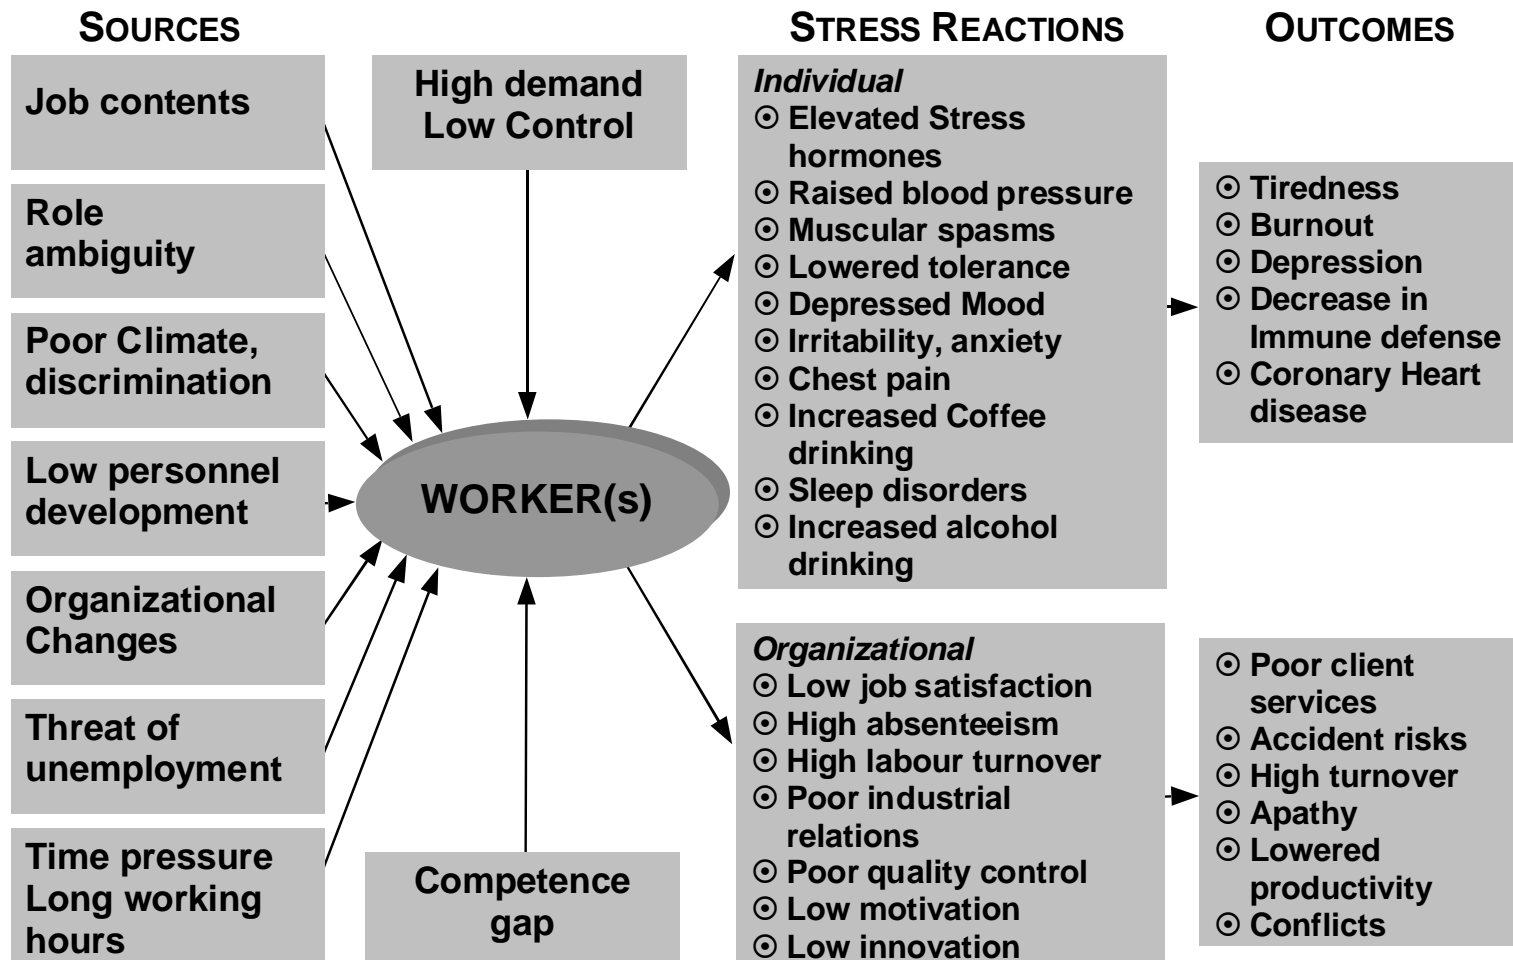 SOURCES
Job contents
Role
ambiguity
Poor Climate,
discrimination
Low personnel
development
Organizational
Changes
Threat of
unemployment
Time pressure
Long working
hours
High demand
Low Control
WORKER(s)
Competence
gap
STRESS REACTIONS
Individual
Elevated Stress
hormones
Raised blood pressure
Muscular spasms
Lowered tolerance
Depressed Mood
Irritability, anxiety
Chest pain
Increased Coffee
drinking
Sleep disorders
Increased alcohol
drinking
Organizational
Low job satisfaction
High absenteeism
High labour turnover
Poor industrial
relations
Poor quality control
Low motivation
Low innovation
OUTCOMES
Tiredness
Burnout
Depression
Decrease in
Immune defense
Coronary Heart
disease
Poor client
services
Accident risks
High turnover
Apathy
Lowered
productivity
Conflicts